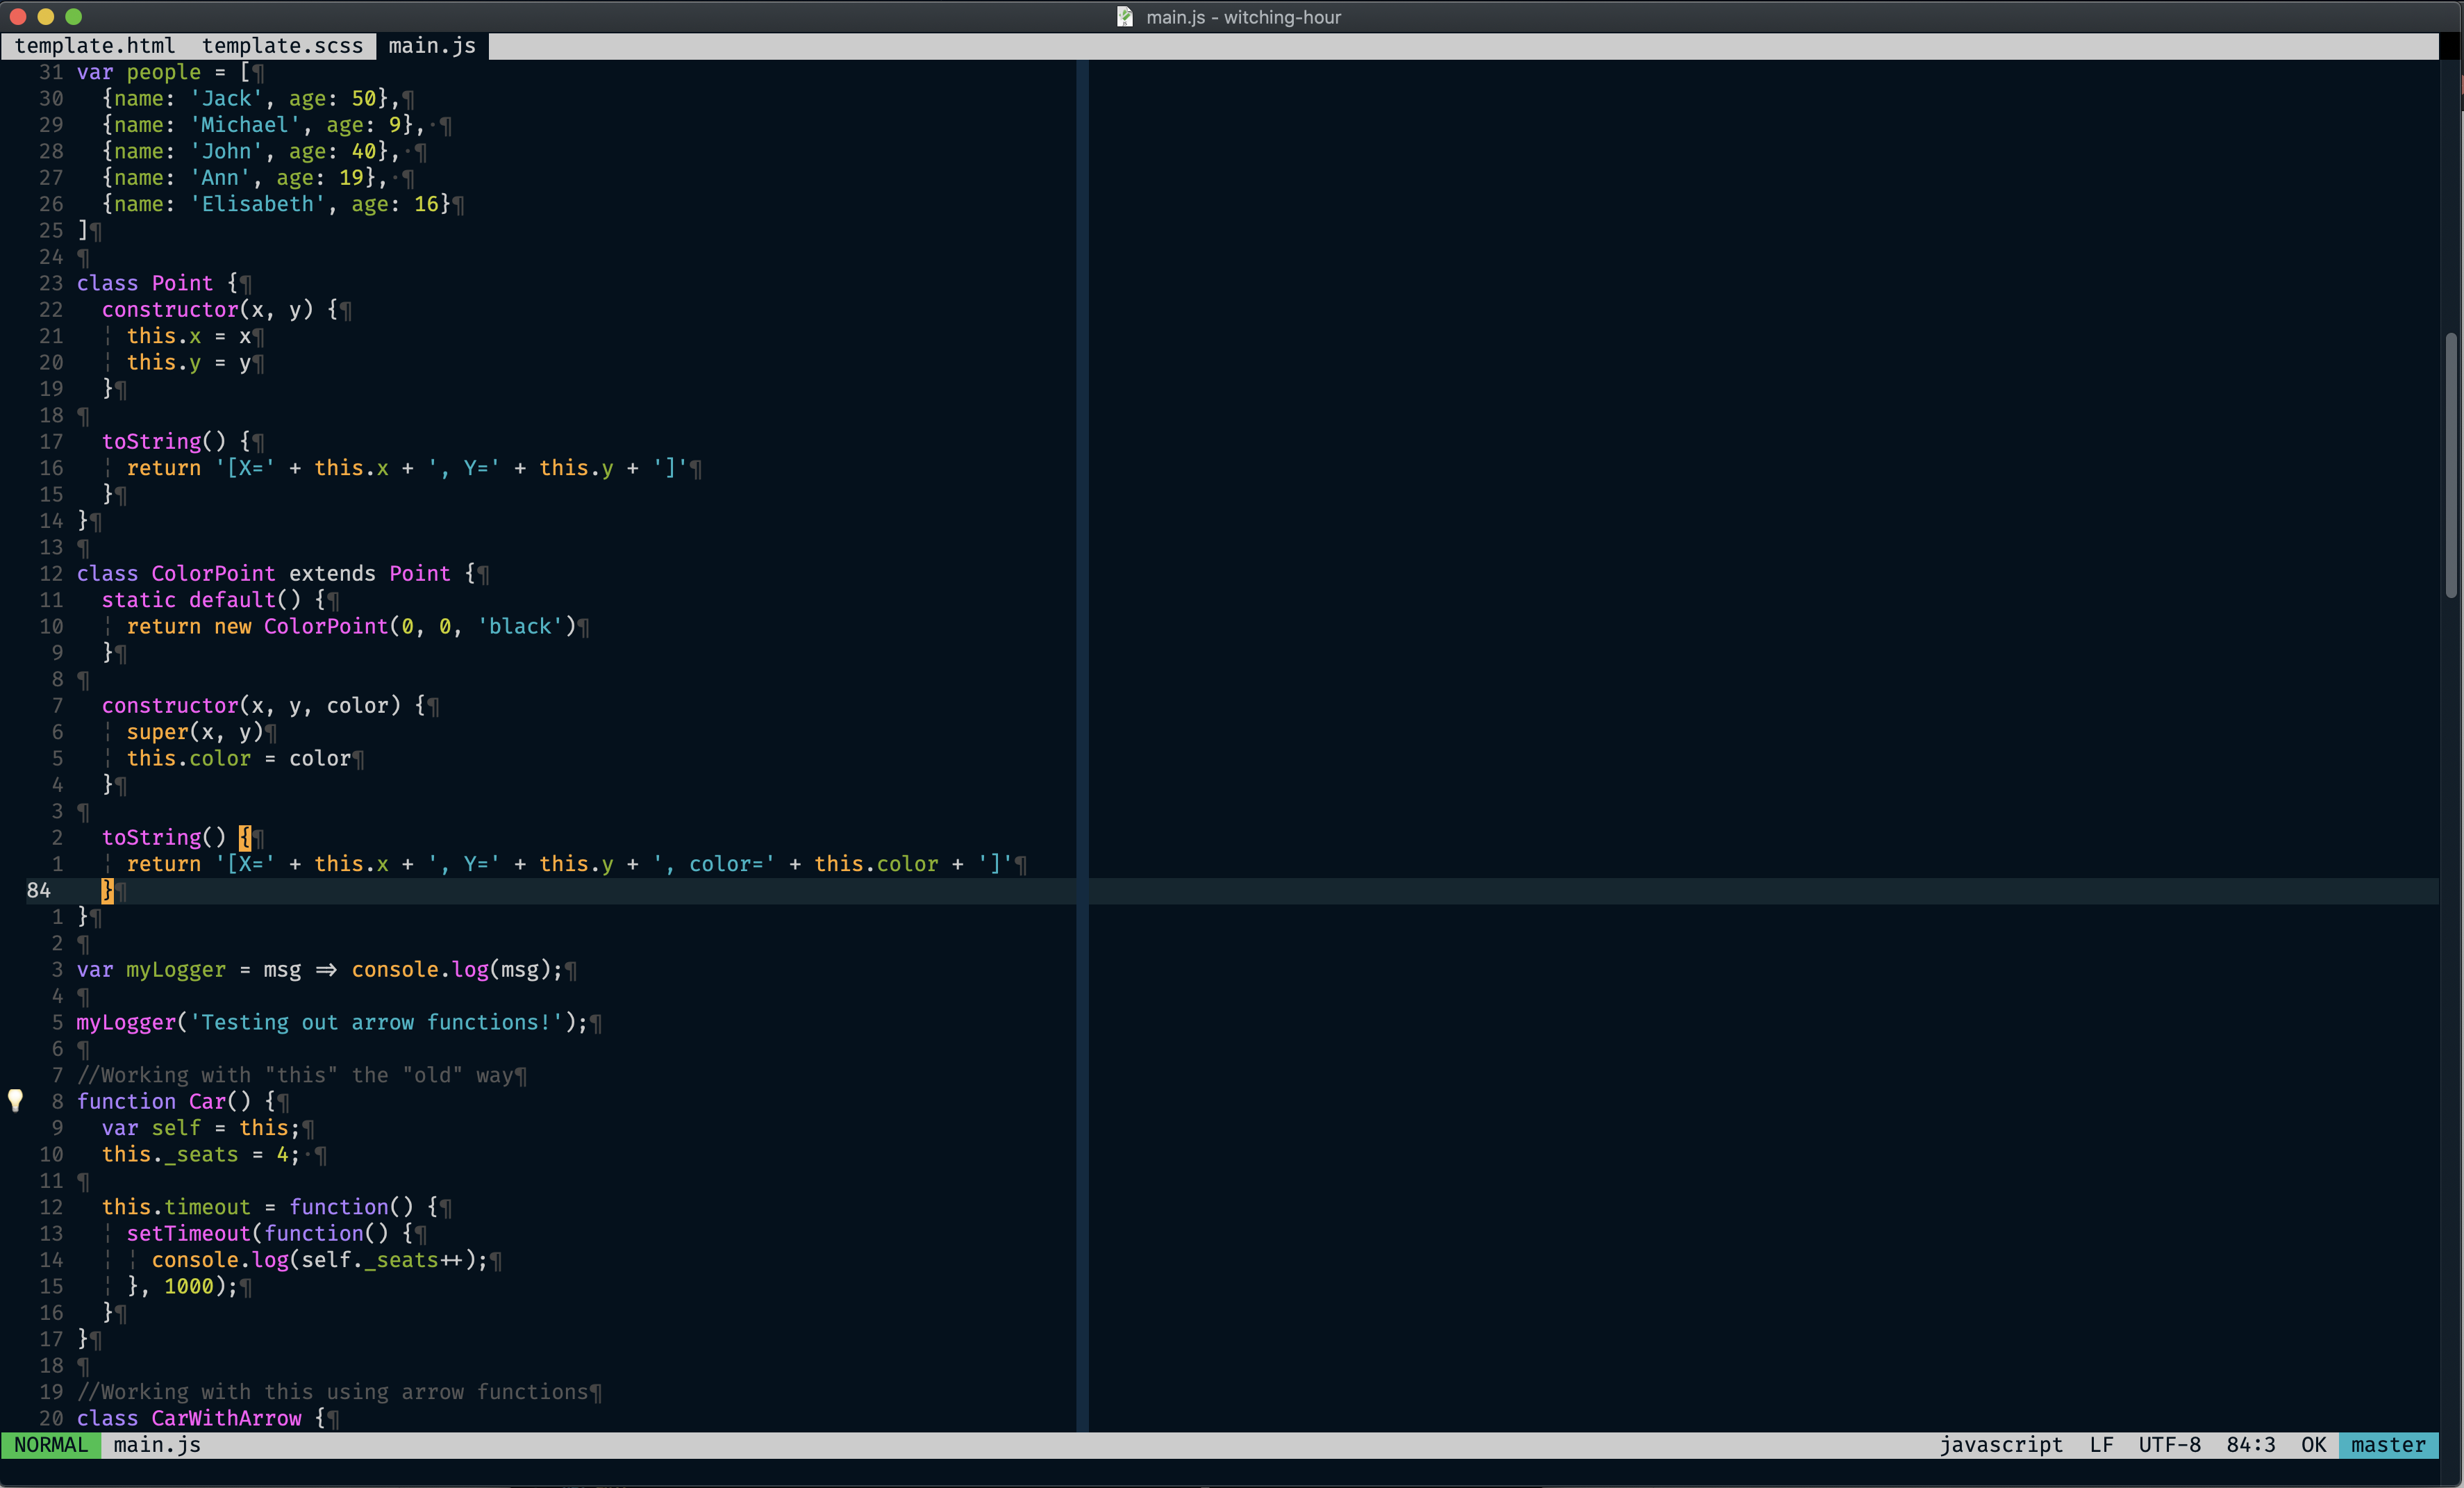 main.js - witching-hour
template.html template.scss main.js
31 var people = [¶
30 {name: 'Jack', age: 50},¶
29 {name: 'Michael', age: 9},·¶
28 {name: 'John', age: 40},·¶
27 {name: 'Ann', age: 19},·¶
26 {name: 'Elisabeth', age: 16}¶
25 ]¶
24 ¶
23 class Point {¶
22 constructor(x, y) {¶
21 ¦ this.x = x¶
20 ¦ this.y = y¶
19 }¶
18 ¶
17 toString() {¶
16 ¦ return '[X=' + this.x + ', Y=' + this.y + ']'¶
15 }¶
14 }¶
13 ¶
12 class ColorPoint extends Point {¶
11 static default() {¶
10 ¦ return new ColorPoint(0, 0, 'black')¶
9 }¶
8 ¶
7 constructor(x, y, color) {¶
6 ¦ super(x, y)¶
5 ¦ this.color = color¶
4 }¶
3 ¶
2 toString() {¶
1 ¦ return '[X=' + this.x + ', Y=' + this.y + ', color=' + this.color + ']'¶
84 }¶
1 }¶
2 ¶
3 var myLogger = msg => console.log(msg);¶
4 ¶
5 myLogger('Testing out arrow functions!');¶
6 ¶
7 //Working with "this" the "old" way¶
8 function Car() {¶
9 var self = this;¶
10 this._seats = 4;·¶
11 ¶
12 this.timeout = function() {¶
13 ¦ setTimeout(function() {¶
14 ¦ ¦ console.log(self._seats++);¶
15 ¦ }, 1000);¶
16 }¶
17 }¶
18 ¶
19 //Working with this using arrow functions¶
20 class CarWithArrow {¶
NORMAL main.js javascript LF UTF-8 84:3 OK master